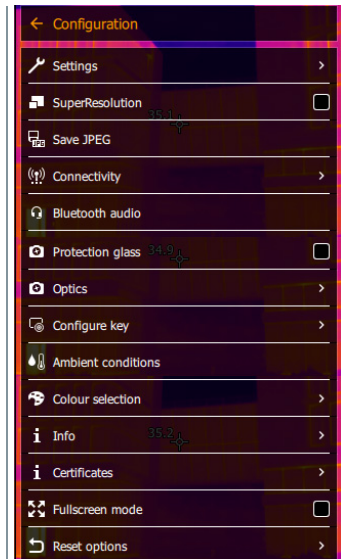 Configuration
Settings
SuperResolution
35.1
Save JPEG
Connectivity
Bluetooth audio
Protection glass 34.9
Optics
Configure key
Ambient conditions
Colour selection
Info 35.2
Certificates
Fullscreen mode
Reset options